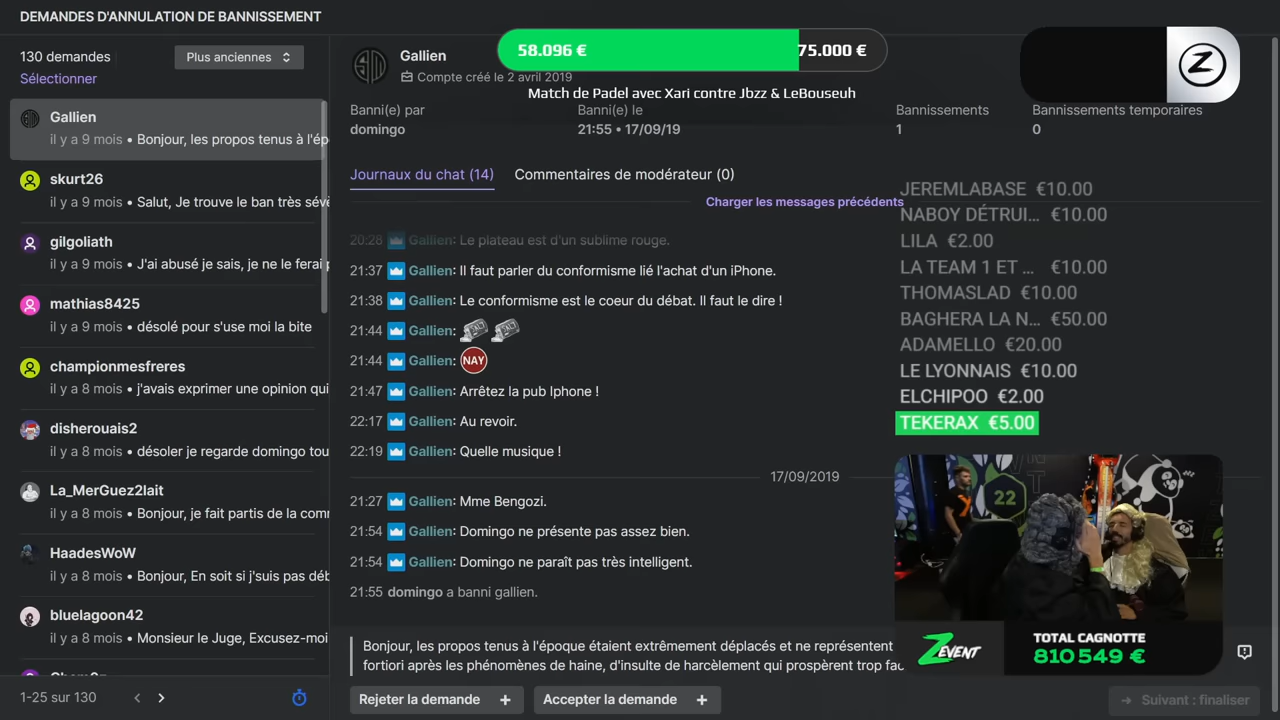 DEMANDES D'ANNULATION DE BANNISSEMENT
130 demandes
Plus anciennes
Sélectionner
Gallien
il y a 9 mois • Bonjour, les propos tenus à l'ép
skurt26
il y a 9 mois • Salut, Je trouve le ban très sévè
gilgoliath
il y a 9 mois • J'ai abusé je sais, je ne le ferai p
mathias8425
il y a 9 mois • désolé pour s'use moi la bite
championmesfreres
il y a 8 mois • j'avais exprimer une opinion qui
disherouais2
il y a 8 mois • désoler je regarde domingo tou
La_MerGuez2lait
il y a 8 mois • Bonjour, je fait partis de la comm
HaadesWoW
il y a 8 mois • Bonjour, En soit si j'suis pas déb
bluelagoon42
il y a 8 mois • Monsieur le Juge, Excusez-moi
1-25 sur 130
Gallien
Compte créé le 2 avril 2019
58.096 €
75.000 €
Match de Padel avec Xari contre Jbzz & LeBouseuh
Z
Banni(e) par
domingo
Banni(e) le
21:55 • 17/09/19
Bannissements
1
Bannissements temporaires
0
Journaux du chat (14)
Commentaires de modérateur (0)
Charger les messages précédents
20:28 Gallien: Le plateau est d'un sublime rouge.
21:37 Gallien: Il faut parler du conformisme lié l'achat d'un iPhone.
21:38 Gallien: Le conformisme est le coeur du débat. Il faut le dire !
21:44 Gallien:
21:44 Gallien: NAY
21:47 Gallien: Arrêtez la pub Iphone !
22:17 Gallien: Au revoir.
22:19 Gallien: Quelle musique !
17/09/2019
21:27 Gallien: Mme Bengozi.
21:54 Gallien: Domingo ne présente pas assez bien.
21:54 Gallien: Domingo ne paraît pas très intelligent.
21:55 domingo a banni gallien.
Bonjour, les propos tenus à l'époque étaient extrêmement déplacés et ne représentent
fortion après les phénomènes de haine, d'insulte de harcèlement qui prospèrent trop fac
Rejeter la demande +
Accepter la demande +
Suivant : finaliser
JEREMLABASE €10.00
NABOY DÉTRUI... €10.00
LILA €2.00
LA TEAM 1 ET ... €10.00
THOMASLAD €10.00
BAGHERA LA N... €50.00
ADAMELLO €20.00
LE LYONNAIS €10.00
ELCHIPOO €2.00
TEKERAX €5.00
22
ZEVENT
TOTAL CAGNOTTE
810 549 €